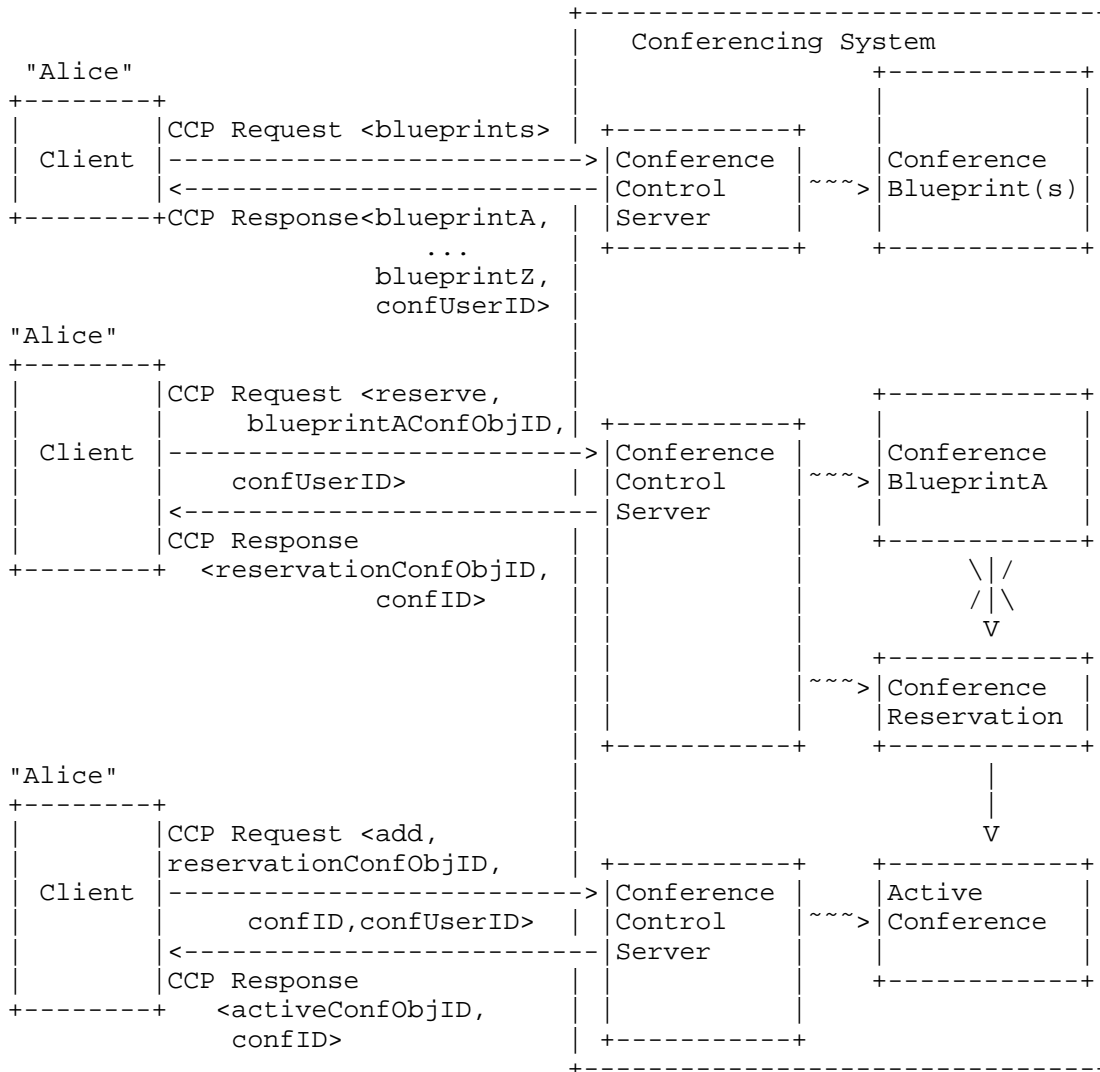 Conferencing System
"Alice"
CCP Request <blueprints>
Client Conference Conference
Control ~~~> Blueprint(s)
CCP Response<blueprintA, Server
...
blueprintZ,
confUserID>
"Alice"
CCP Request <reserve,
blueprintAConfObjID,
Client Conference Conference
confUserID> Control ~~~> BlueprintA
Server
CCP Response
<reservationConfObjID,
confID>
V
~~~> Conference
Reservation
"Alice"
CCP Request <add, V
reservationConfObjID,
Client Conference Active
confID,confUserID> Control ~~~> Conference
Server
CCP Response
<activeConfObjID,
confID>